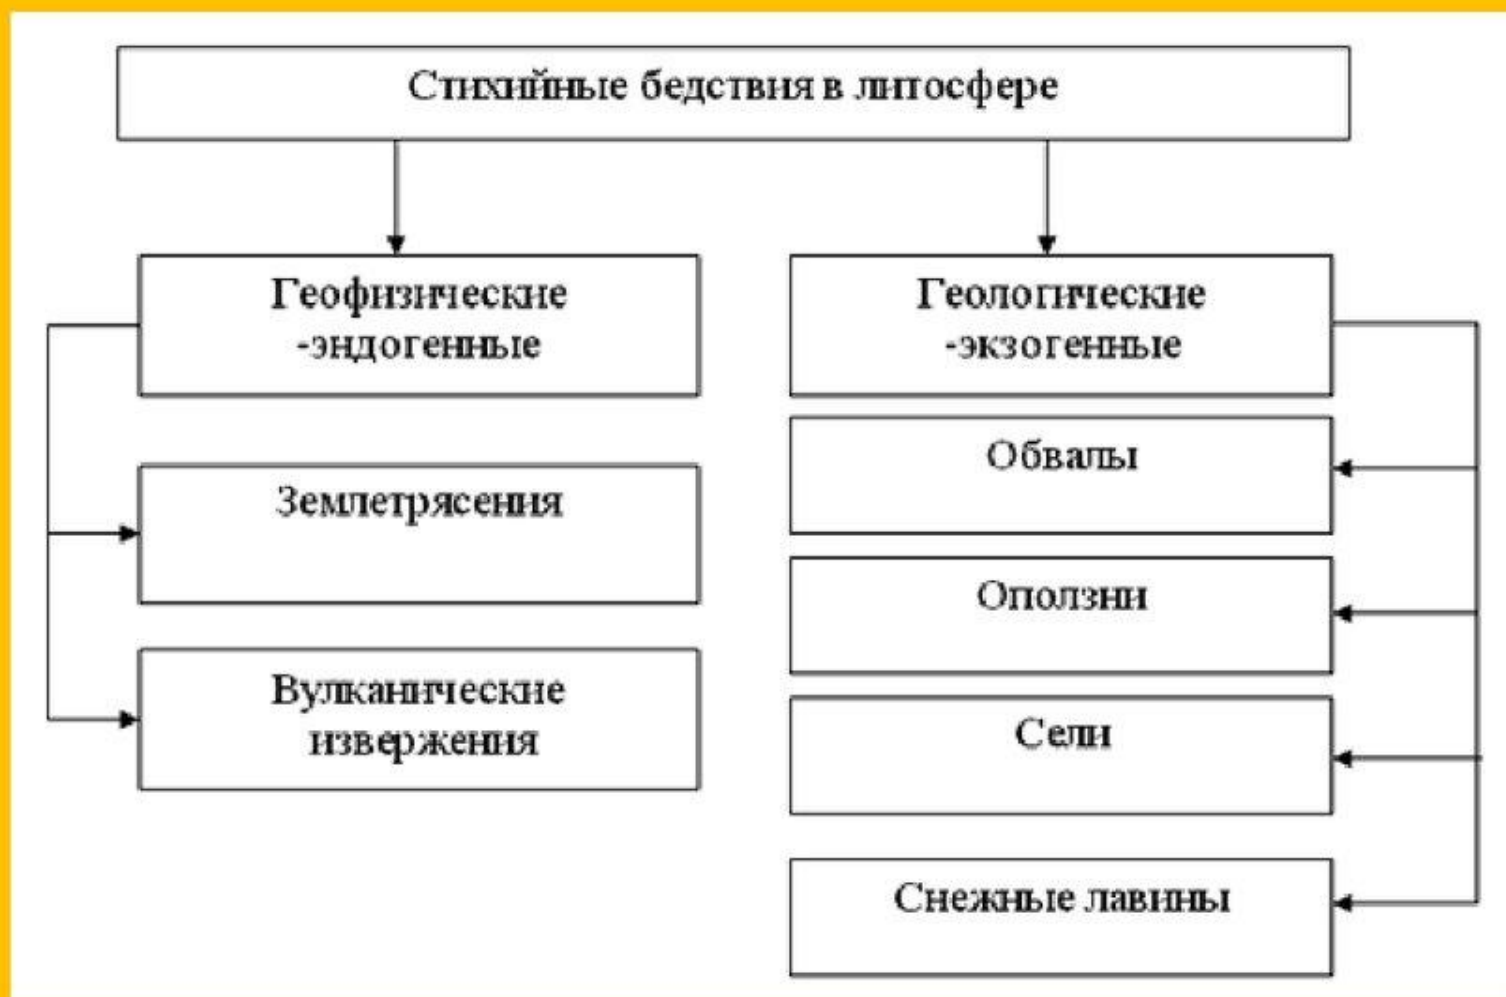 Стихийные бедствия в литосфере
Геофизические
-эндогенные
Геологические
-экзогенные
Землетрясения
Вулканические
извержения
Обвалы
Оползни
Сели
Снежные лавины